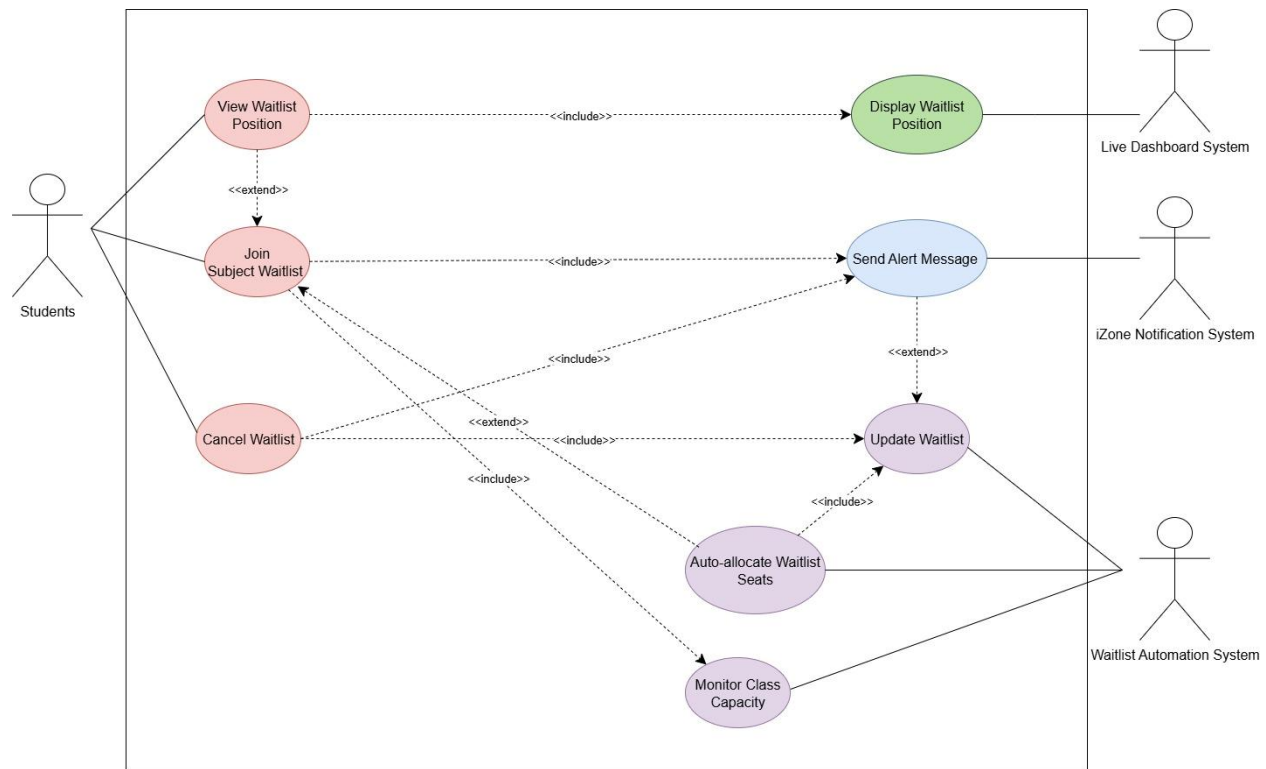 View Waitlist
Position
<<include>>
Display Waitlist
Position
Live Dashboard System
<<extend>>
Join
Subject Waitlist
<<include>>
Send Alert Message
Students
iZone Notification System
<<include>>
<<extend>>
Cancel Waitlist
<<extend>>
<<include>>
Update Waitlist
<<include>>
<<include>>
Auto-allocate Waitlist
Seats
Waitlist Automation System
Monitor Class
Capacity